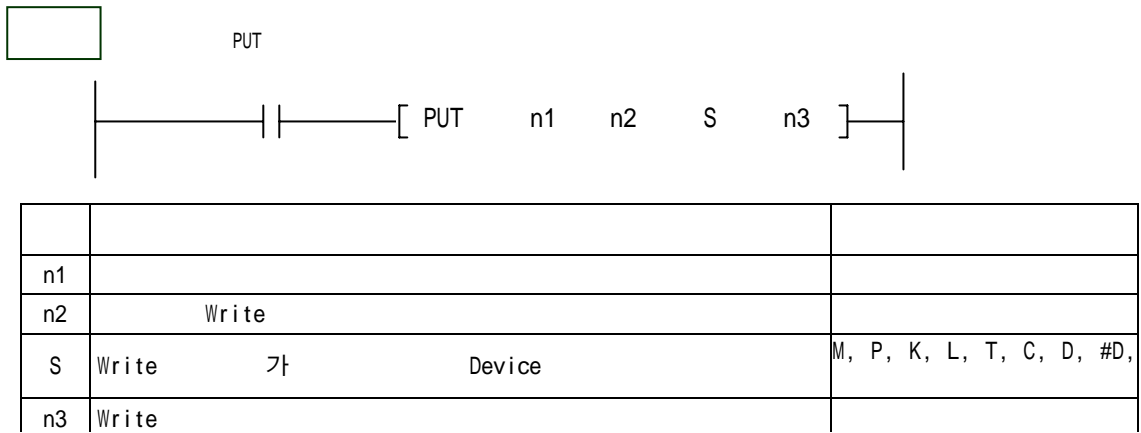 PUT
PUT n1 n2 S n3
n1
n2 Write
S Write 가 Device M, P, K, L, T, C, D, #D,
n3 Write